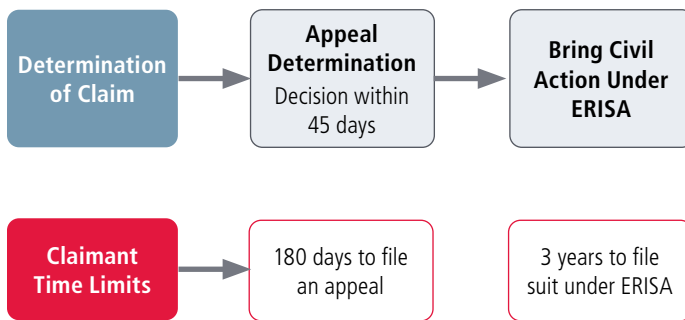 Determination
of Claim
Appeal
Determination
Decision within
45 days
Bring Civil
Action Under
ERISA
Claimant
Time Limits
180 days to file
an appeal
3 years to file
suit under ERISA